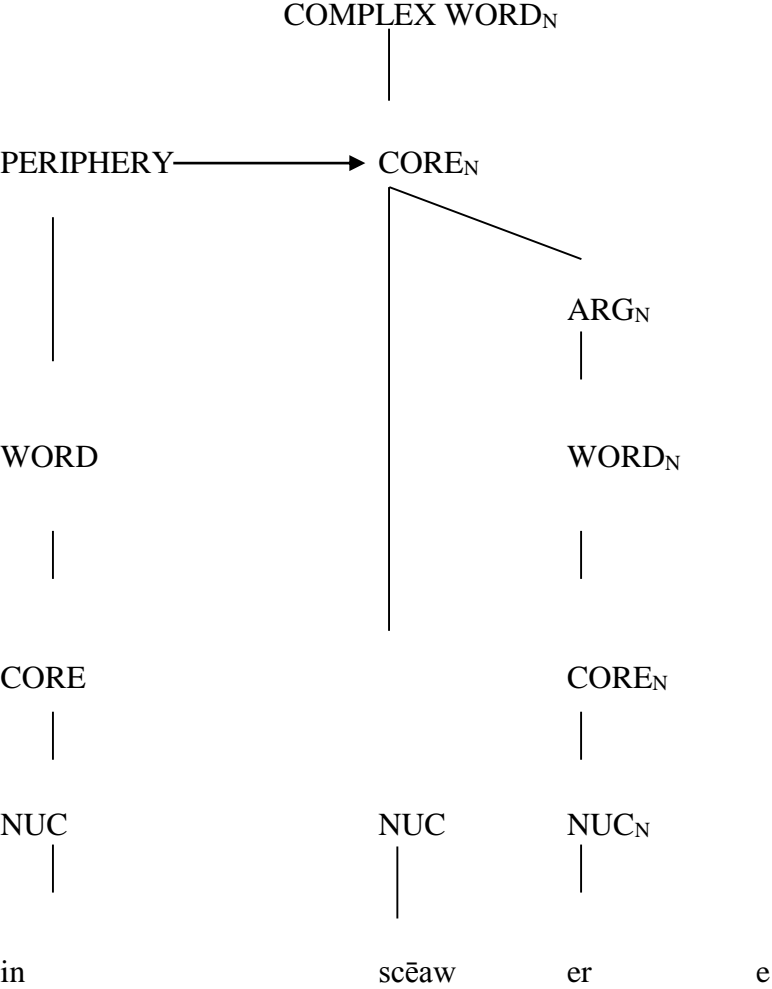 COMPLEX WORDN
PERIPHERY COREN
ARGN
WORD WORDN
CORE COREN
NUC NUC NUCN
in scēaw er e